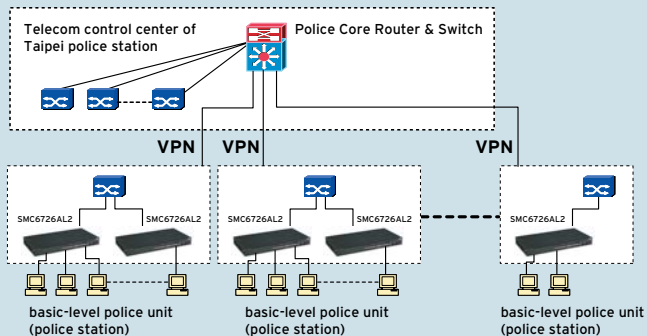 Telecom control center of
Taipei police station
Police Core Router & Switch
VPN
VPN
VPN
SMC6726AL2
SMC6726AL2
SMC6726AL2
SMC6726AL2
SMC6726AL2
basic-level police unit
(police station)
basic-level police unit
(police station)
basic-level police unit
(police station)